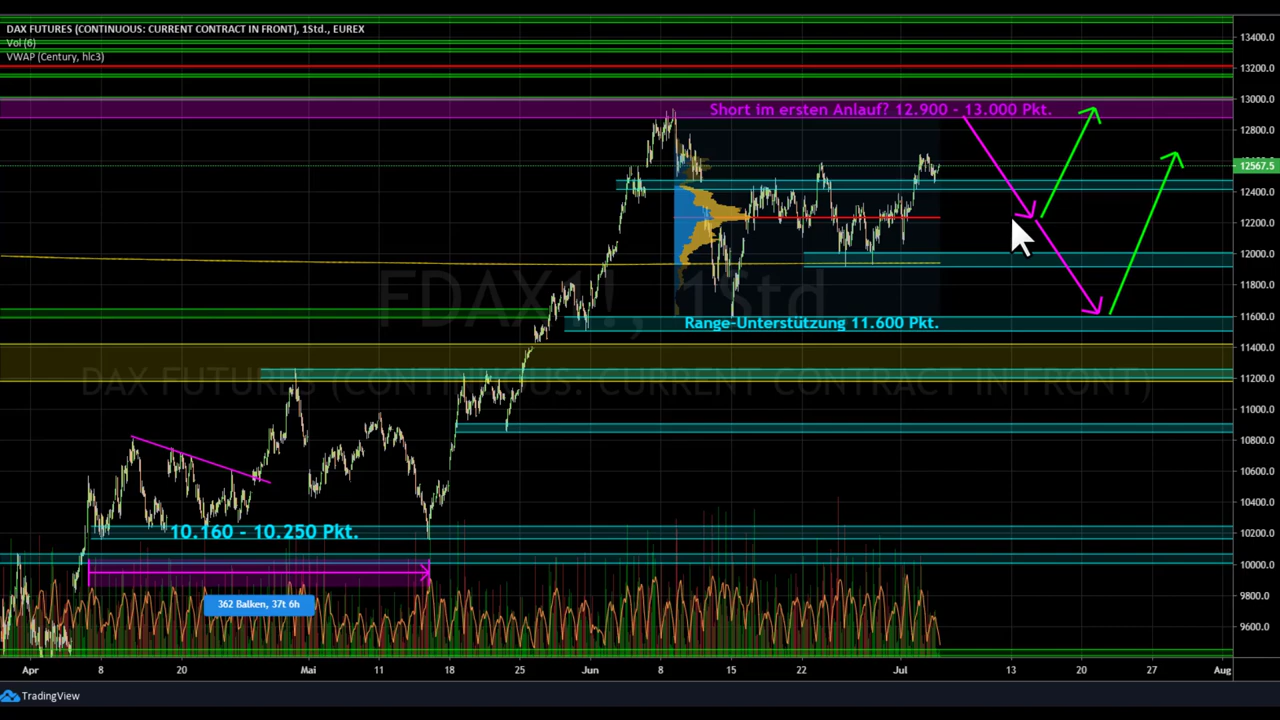 DAX FUTURES (CONTINUOUS: CURRENT CONTRACT IN FRONT), 1Std., EUREX
Vol (6)
VWAP (Century, hlc3)
13400.0
13200.0
13000.0
Short im ersten Anlauf? 12.900 - 13.000 Pkt.
12800.0
12567.5
12400.0
12200.0
12000.0
FDAX1!, 1Std
11800.0
11600.0
Range-Unterstützung 11.600 Pkt.
11400.0
DAX FUTURES (CONTINUOUS: CURRENT CONTRACT IN FRONT)
11200.0
11000.0
10800.0
10600.0
10400.0
10.160 - 10.250 Pkt.
10200.0
10000.0
9800.0
362 Balken, 37t 6h
9600.0
Apr 8 20 Mai 11 18 25 Jun 8 15 22 Jul 13 20 27 Aug
TradingView